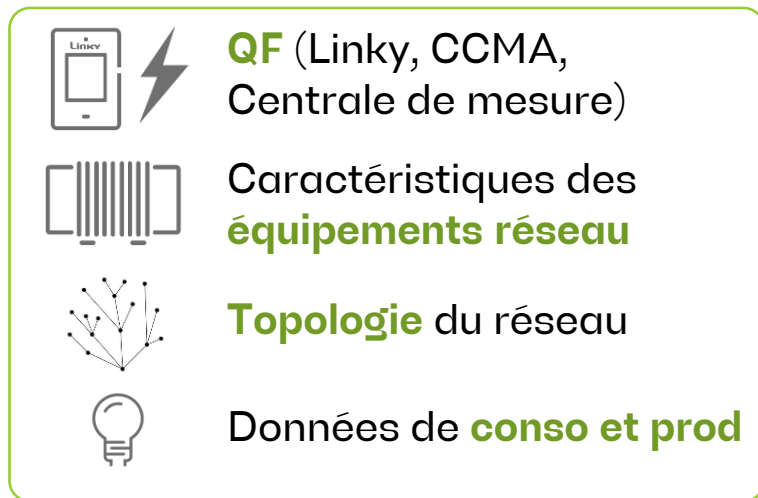 Linky
QF (Linky, CCMA,
Centrale de mesure)
Caractéristiques des
équipements réseau
Topologie du réseau
Données de conso et prod